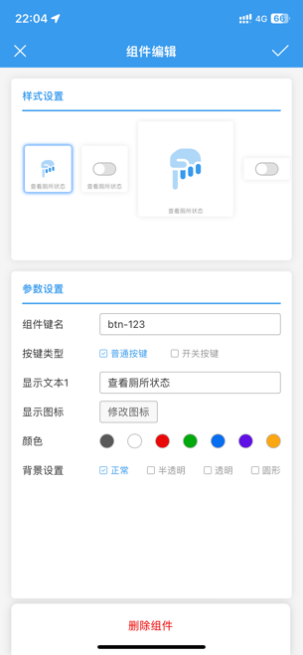 22:04 4G 66
组件编辑
样式设置
查看厕所状态 查看厕所状态 查看厕所状态
参数设置
组件键名 btn-123
按键类型 普通按键 开关按键
显示文本1 查看厕所状态
显示图标 修改图标
颜色
背景设置 正常 半透明 透明 圆形
删除组件